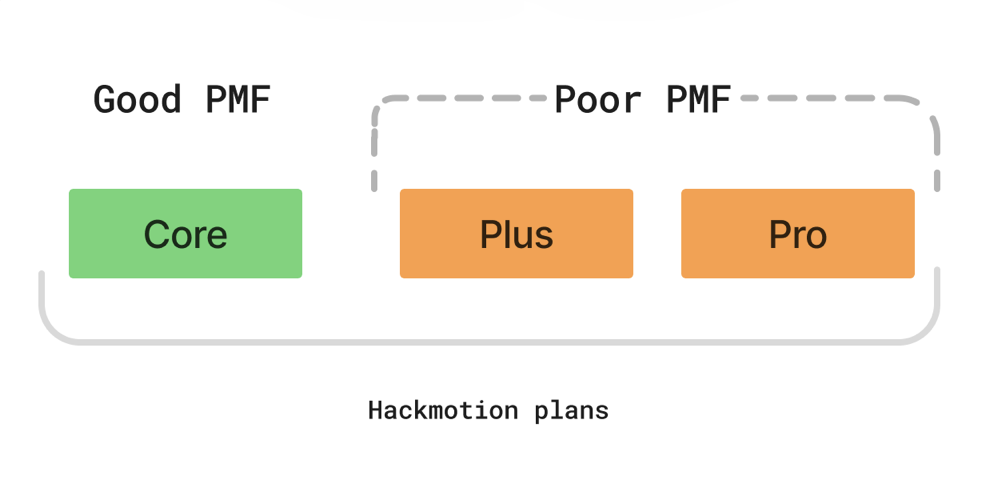 Good PMF
Poor PMF
Core
Plus
Pro
Hackmotion plans